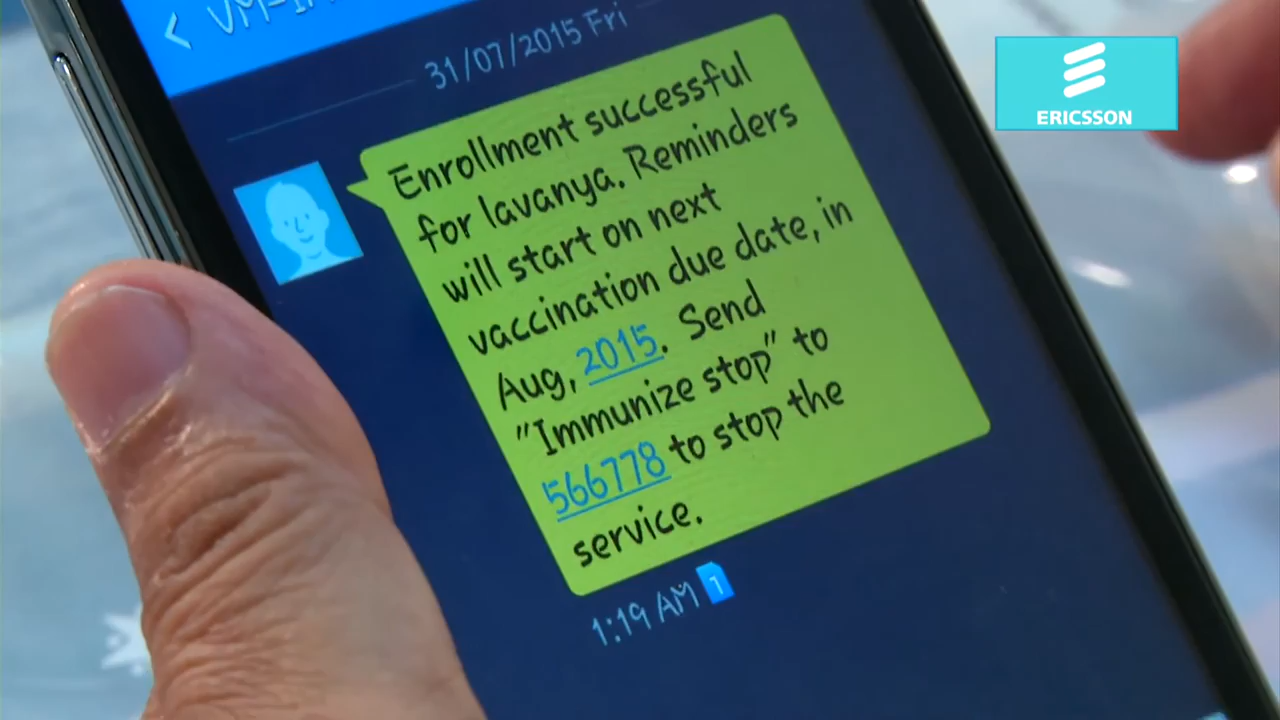 31/07/2015 Fri
ERICSSON
Enrollment successful
for lavanya. Reminders
will start on next
vaccination due date, in
Aug, 2015. Send
"Immunize stop" to
566778 to stop the
service.
1:19 AM 1